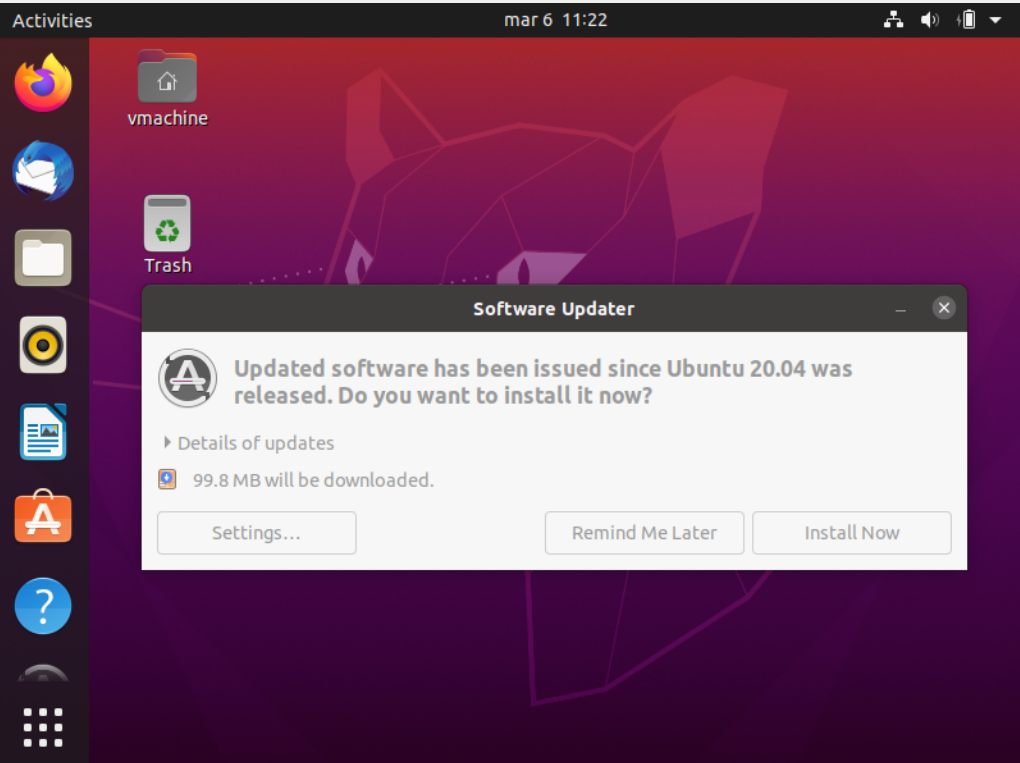 Activities
mar 6 11:22
vmachine
Trash
Software Updater
Updated software has been issued since Ubuntu 20.04 was
released. Do you want to install it now?
Details of updates
99.8 MB will be downloaded.
Settings…
Remind Me Later
Install Now
?